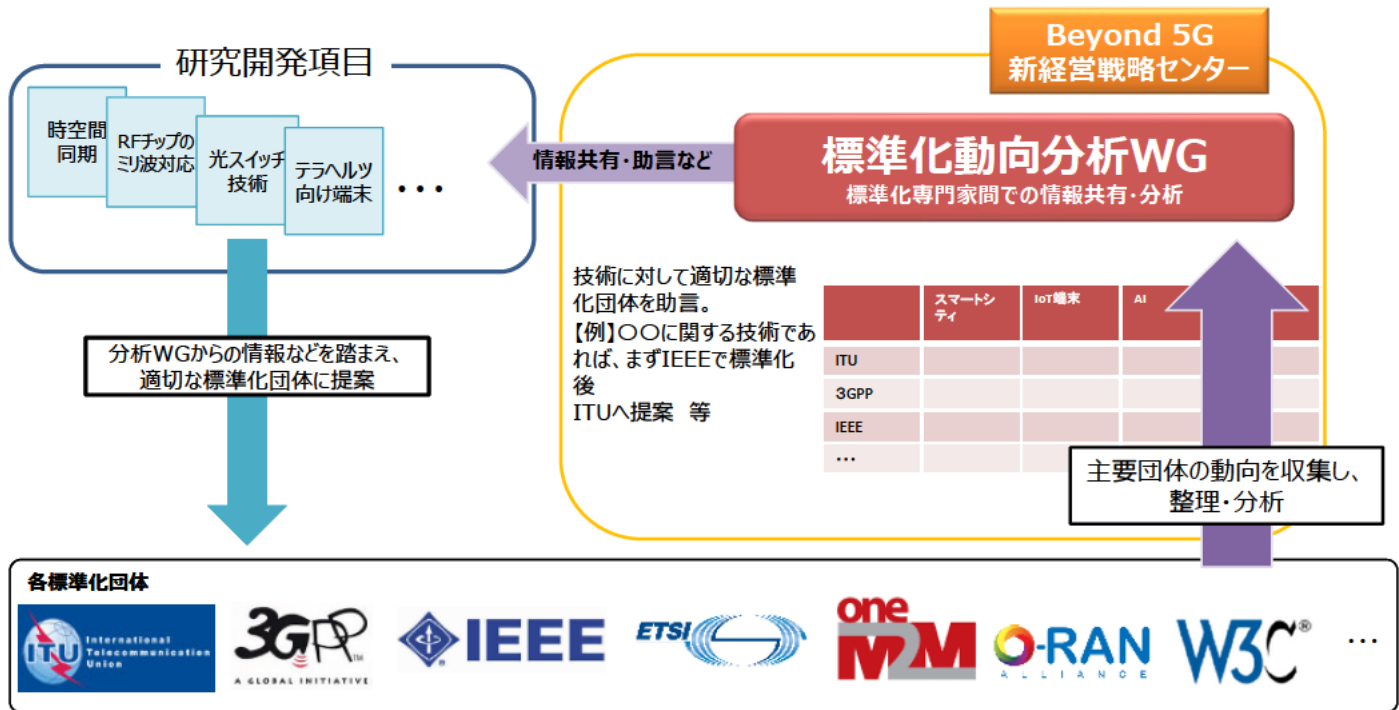 研究開発項目
時空間
同期
RFチップの
ミリ波対応
光スイッチ
技術
テラヘルツ
向け端末
・・・
情報共有・助言など
Beyond 5G
新経営戦略センター
標準化動向分析WG
標準化専門家間での情報共有・分析
技術に対して適切な標準
化団体を助言。
【例】〇〇に関する技術であ
れば、まずIEEEで標準化
後
ITUへ提案 等
スマートシ
ティ
IoT端末
AI
ITU
3GPP
IEEE
…
分析WGからの情報などを踏まえ、
適切な標準化団体に提案
主要団体の動向を収集し、
整理・分析
各標準化団体
ITU
International
Telecommunication
Union
3GPP
TM
A GLOBAL INITIATIVE
IEEE
®
ETSI
one
M2M
O-RAN
ALLIANCE
W3C®
…